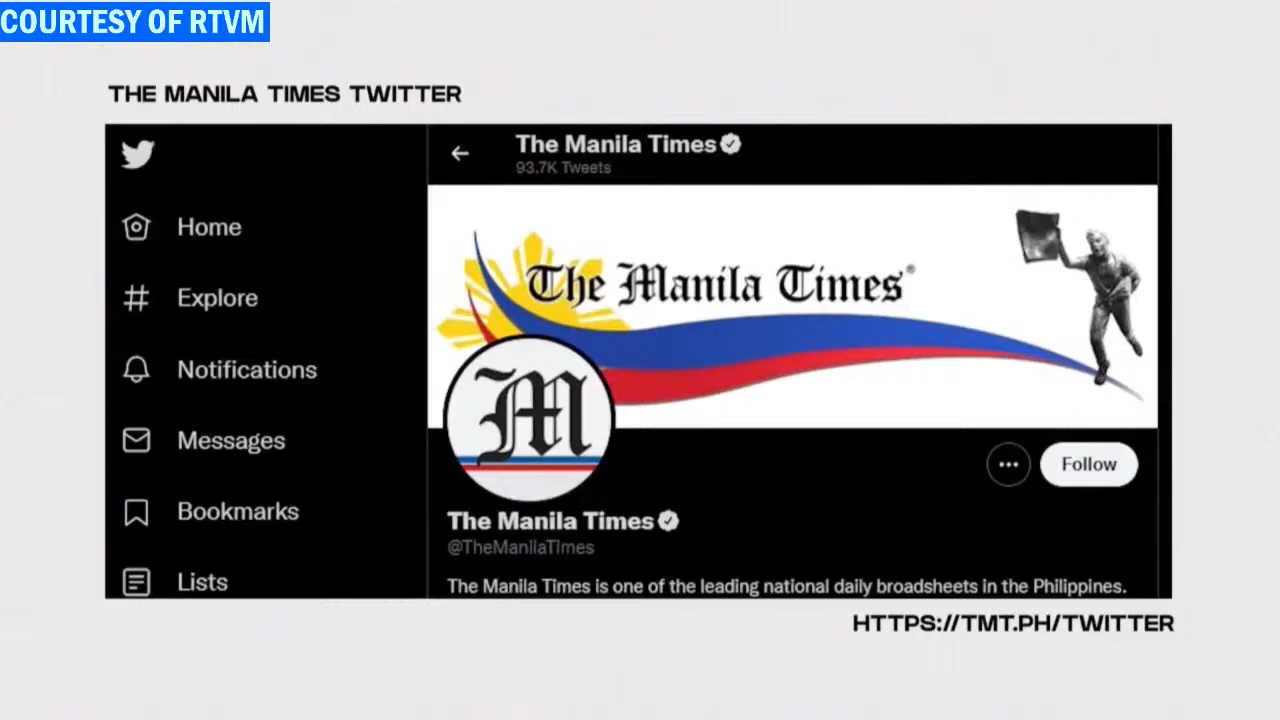 COURTESY OF RTVM
THE MANILA TIMES TWITTER
The Manila Times
93.7K Tweets
Home
Explore
Notifications
Messages
Bookmarks
Lists
The Manila Times®
M
Follow
The Manila Times
@TheManilaTimes
The Manila Times is one of the leading national daily broadsheets in the Philippines.
HTTPS://TMT.PH/TWITTER